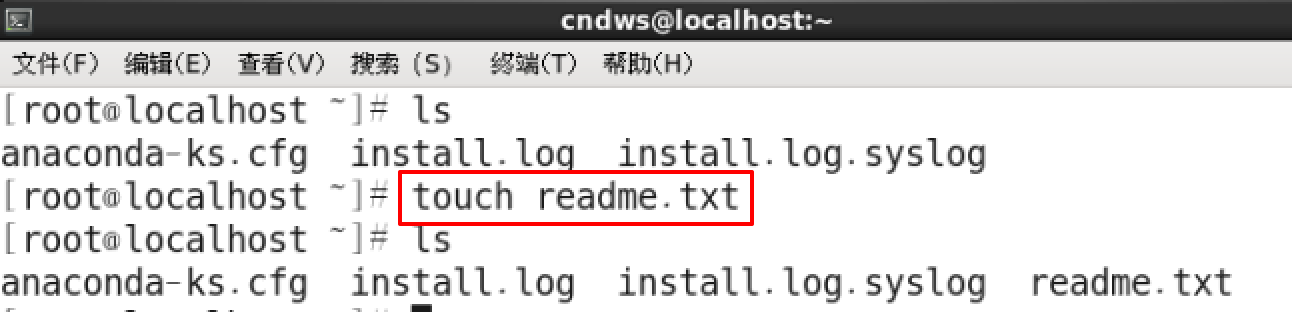 cndws@localhost:~
文件(F) 编辑(E) 查看(V) 搜索 (S) 终端(T) 帮助(H)
[root@localhost ~]# ls
anaconda-ks.cfg install.log install.log.syslog
[root@localhost ~]# touch readme.txt
[root@localhost ~]# ls
anaconda-ks.cfg install.log install.log.syslog readme.txt
[root@localhost ~]#